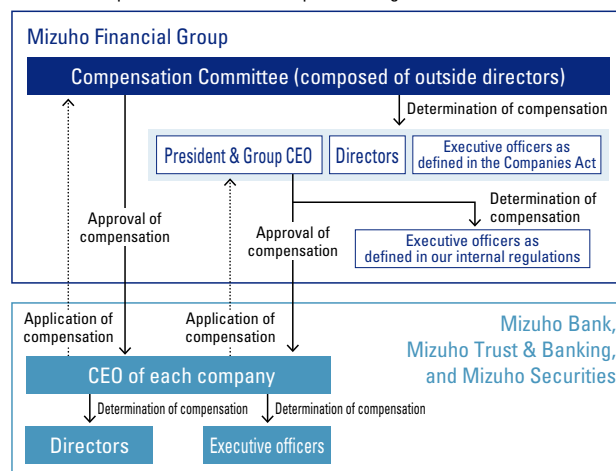 Mizuho Financial Group
Compensation Committee (composed of outside directors)
Determination of compensation
President & Group CEO
Directors
Executive officers as
defined in the Companies Act
Approval of
compensation
Approval of
compensation
Determination of
compensation
Executive officers as
defined in our internal regulations
Application of
compensation
Application of
compensation
Mizuho Bank,
Mizuho Trust & Banking,
and Mizuho Securities
CEO of each company
Determination of compensation
Determination of compensation
Directors
Executive officers